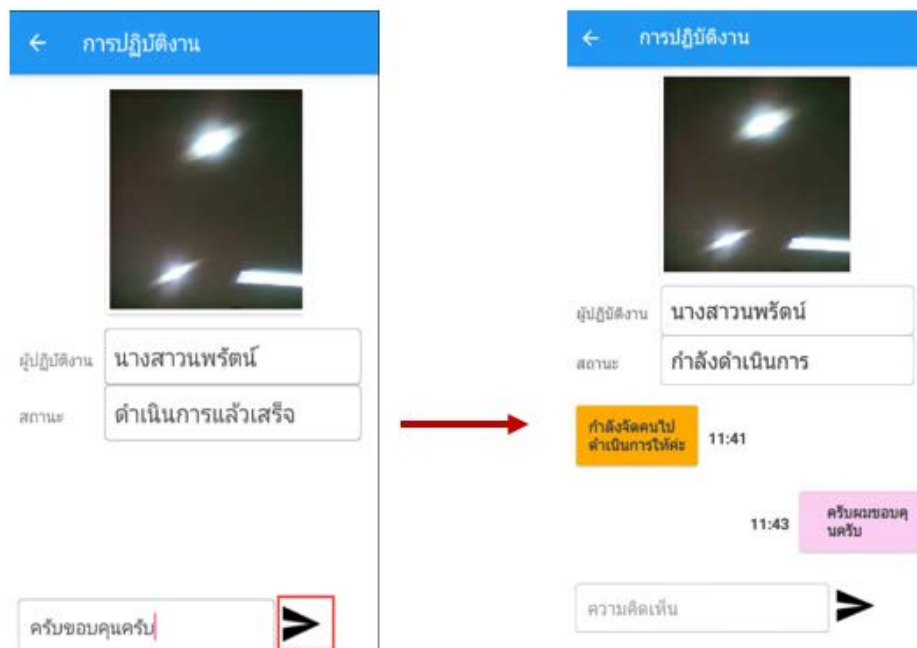 การปฏิบัติงาน
ผู้ปฏิบัติงาน นางสาวนพรัตน์
สถานะ ดำเนินการแล้วเสร็จ
ครับขอบคุณครับ
การปฏิบัติงาน
ผู้ปฏิบัติงาน นางสาวนพรัตน์
สถานะ กำลังดำเนินการ
กำลังจัดคนไป
ดำเนินการให้ค่ะ
11:41
11:43
ครับผมขอบคุ
นครับ
ความคิดเห็น